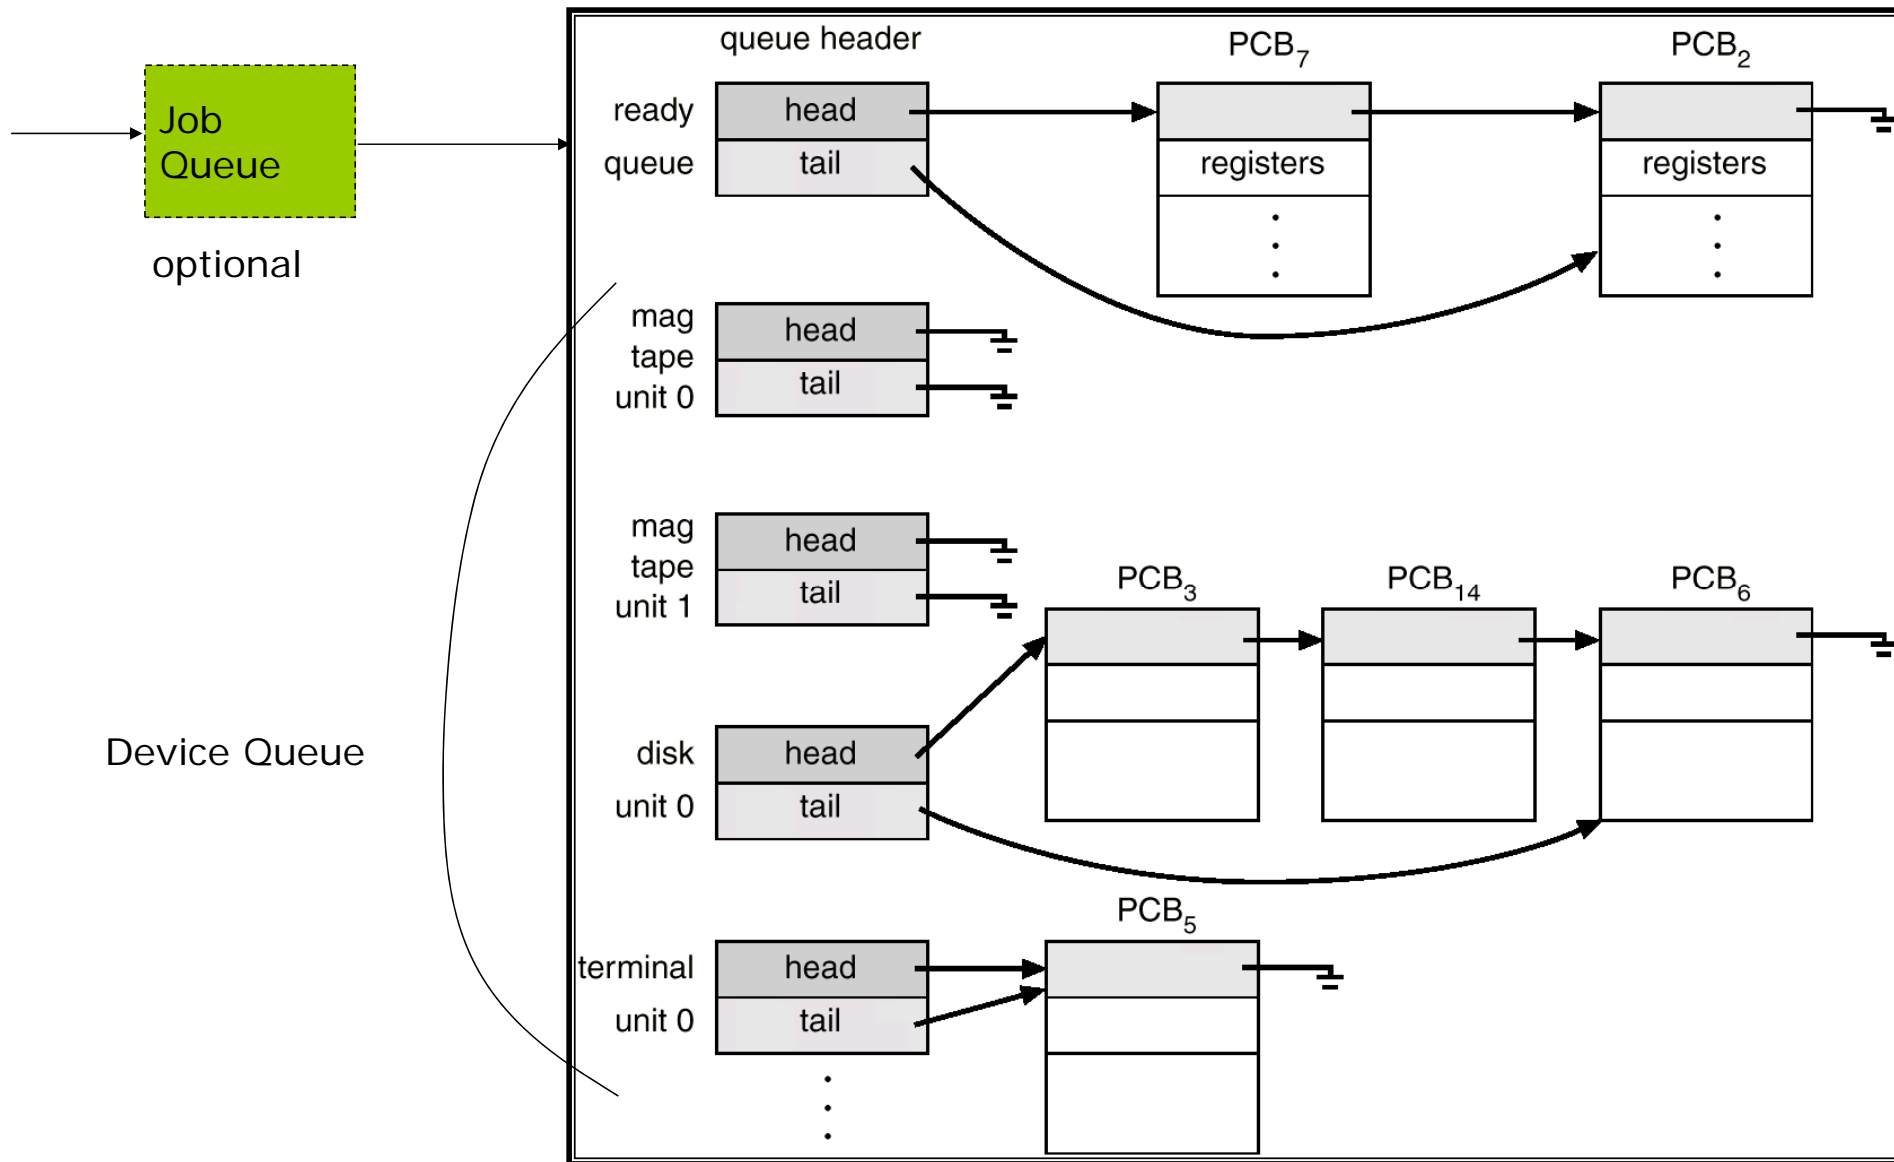 queue header
PCB7
PCB2
Job
Queue
optional
ready
queue
head
tail
registers
registers
mag
tape
unit 0
head
tail
mag
tape
unit 1
head
tail
PCB3
PCB14
PCB6
Device Queue
disk
unit 0
head
tail
PCB5
terminal
unit 0
head
tail